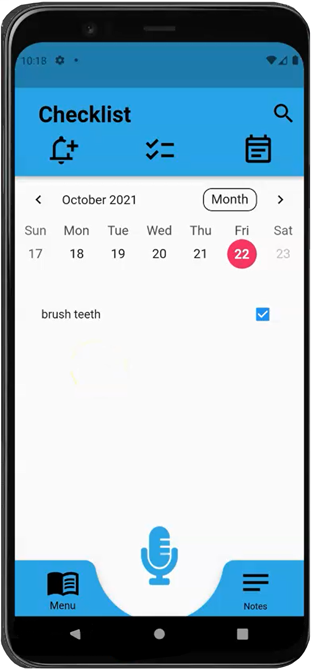 10:18
Checklist
October 2021 Month
Sun Mon Tue Wed Thu Fri Sat
17 18 19 20 21 22 23
brush teeth
Menu Notes